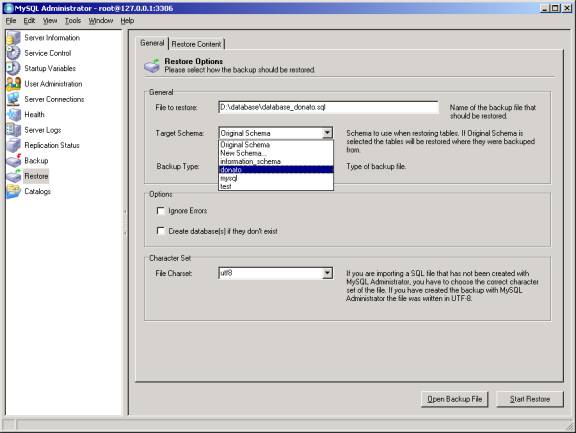 MySQL Administrator - root@127.0.0.1:3306
File Edit View Tools Window Help
Server Information
Service Control
Startup Variables
User Administration
Server Connections
Health
Server Logs
Replication Status
Backup
Restore
Catalogs
General Restore Content
Restore Options
Please select how the backup should be restored.
General
File to restore: D:\database\database_donato.sql Name of the backup file that
should be restored.
Target Schema: Original Schema Schema to use when restoring tables. If Original Schema is
selected the tables will be restored where they were backuped
from.
Original Schema
New Schema...
information_schema
donato
mysql
test
Backup Type: Type of backup file.
Options
Ignore Errors
Create database(s) if they don't exist
Character Set
File Charset: utf8 If you are importing a SQL file that has not been created with
MySQL Administrator, you have to choose the correct character
set of the file. If you have created the backup with MySQL
Administrator the file was written in UTF-8.
Open Backup File Start Restore